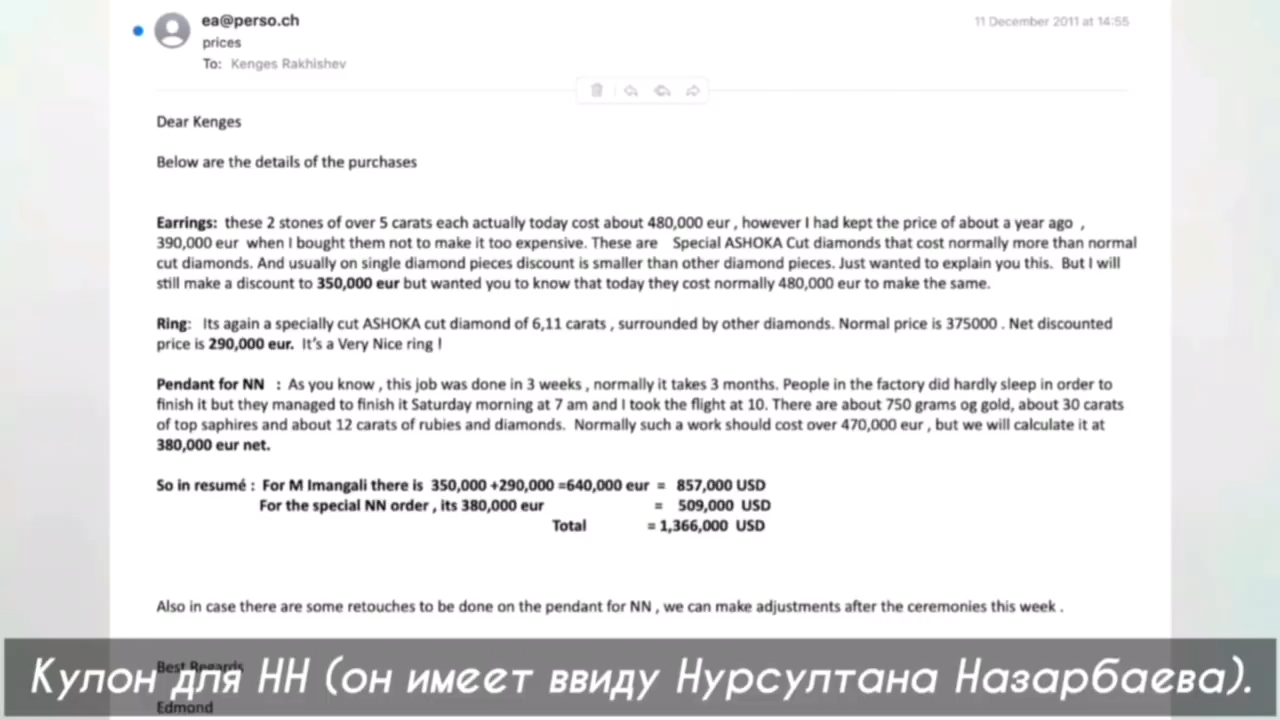 ea@perso.ch
11 December 2011 at 14:55
prices
To: Kenges Rakhishev
Dear Kenges
Below are the details of the purchases
Earrings: these 2 stones of over 5 carats each actually today cost about 480,000 eur , however I had kept the price of about a year ago ,
390,000 eur when I bought them not to make it too expensive. These are Special ASHOKA Cut diamonds that cost normally more than normal
cut diamonds. And usually on single diamond pieces discount is smaller than other diamond pieces. Just wanted to explain you this. But I will
still make a discount to 350,000 eur but wanted you to know that today they cost normally 480,000 eur to make the same.
Ring: Its again a specially cut ASHOKA cut diamond of 6,11 carats , surrounded by other diamonds. Normal price is 375000 . Net discounted
price is 290,000 eur. It's a Very Nice ring !
Pendant for NN : As you know , this job was done in 3 weeks , normally it takes 3 months. People in the factory did hardly sleep in order to
finish it but they managed to finish it Saturday morning at 7 am and I took the flight at 10. There are about 750 grams og gold, about 30 carats
of top saphires and about 12 carats of rubies and diamonds. Normally such a work should cost over 470,000 eur , but we will calculate it at
380,000 eur net.
So in resumé : For M Imangali there is 350,000 +290,000 =640,000 eur = 857,000 USD
For the special NN order , its 380,000 eur = 509,000 USD
Total = 1,366,000 USD
Also in case there are some retouches to be done on the pendant for NN , we can make adjustments after the ceremonies this week .
Best Regards
Кулон для НН (он имеет ввиду Нурсултана Назарбаева).
Edmond